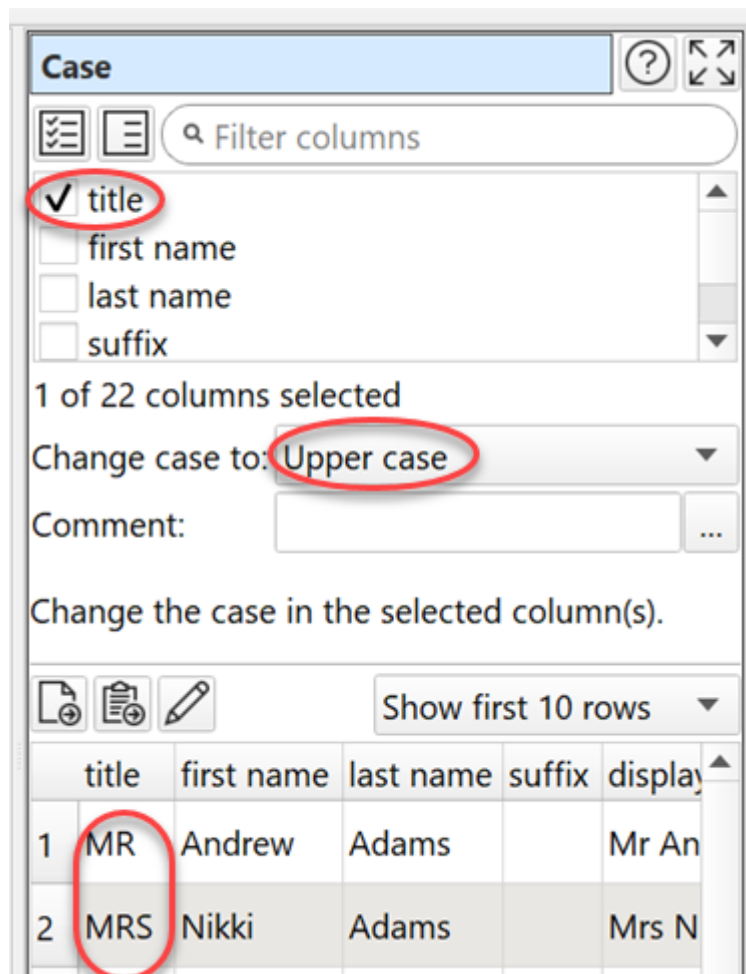 Case
Filter columns
title
first name
last name
suffix
1 of 22 columns selected
Change case to: Upper case
Comment: ...
Change the case in the selected column(s).
Show first 10 rows
title first name last name suffix display
1 MR Andrew Adams Mr An
2 MRS Nikki Adams Mrs N